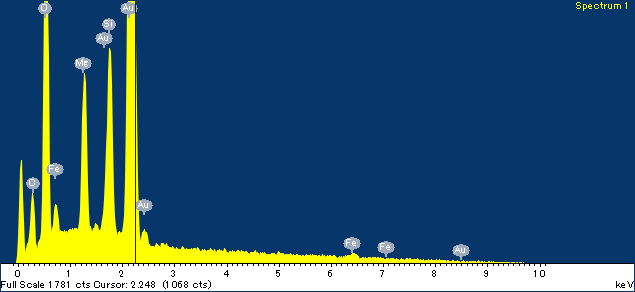 Spectrum 1
O
Au
Si
Au
Mg
Fe
C
Au
Fe
Fe
Au
0 1 2 3 4 5 6 7 8 9 10
Full Scale 1781 cts Cursor: 2.248 (1068 cts) keV